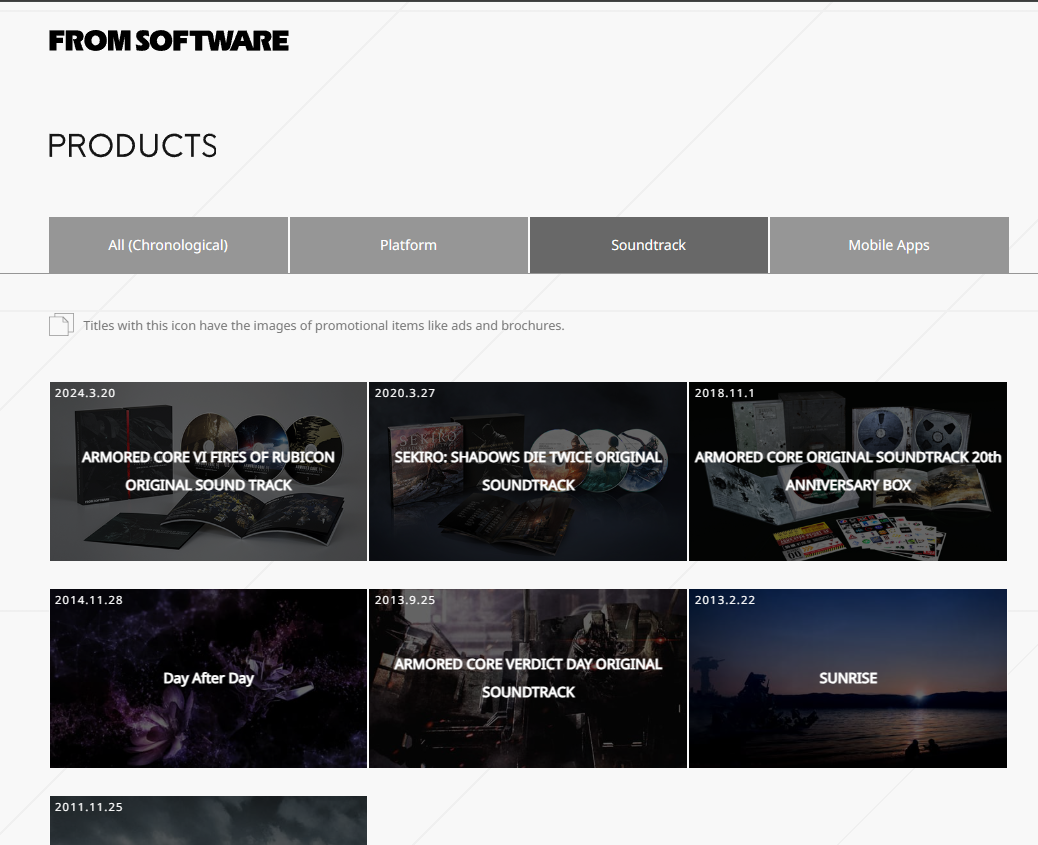 FROM SOFTWARE
PRODUCTS
All (Chronological)
Platform
Soundtrack
Mobile Apps
Titles with this icon have the images of promotional items like ads and brochures.
2024.3.20
ARMORED CORE VI FIRES OF RUBICON
ORIGINAL SOUND TRACK
2020.3.27
SEKIRO
SEKIRO: SHADOWS DIE TWICE ORIGINAL
SOUNDTRACK
2018.11.1
ARMORED CORE ORIGINAL SOUNDTRACK 20th
ANNIVERSARY BOX
2014.11.28
Day After Day
2013.9.25
ARMORED CORE VERDICT DAY ORIGINAL
SOUNDTRACK
2013.2.22
SUNRISE
2011.11.25